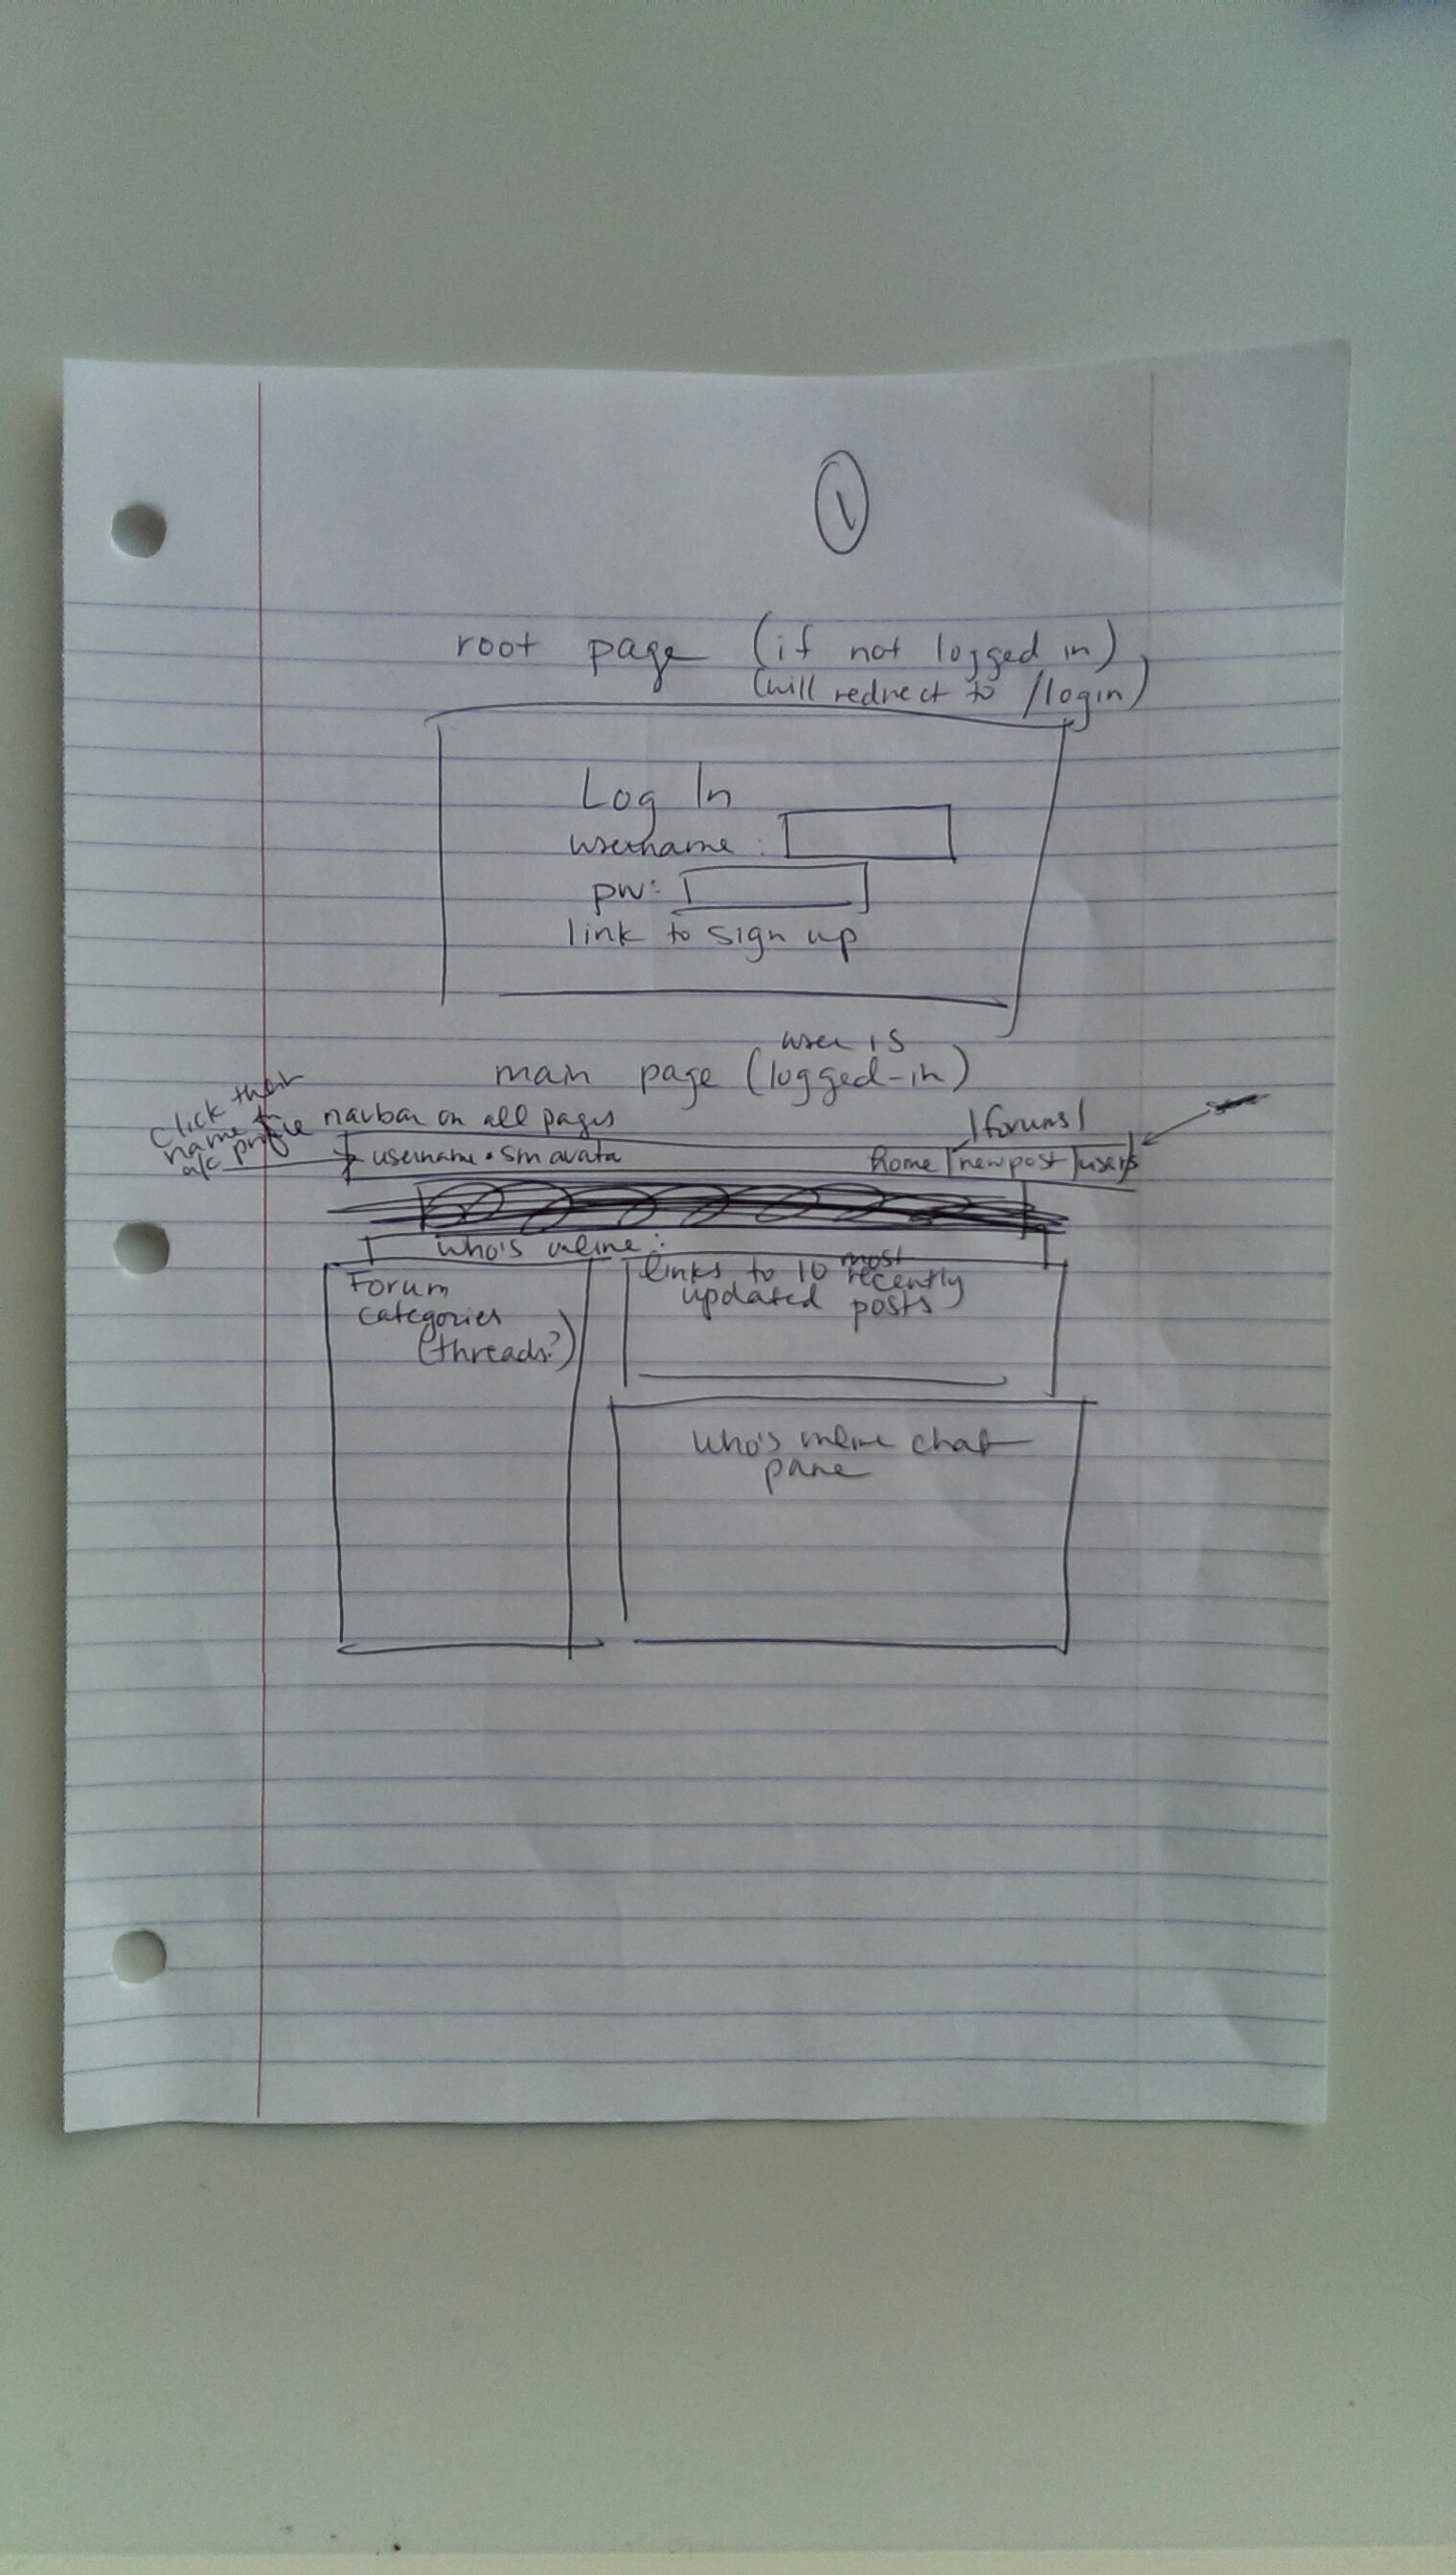 1
root page (if not logged in)
(will redirect to /login)
Log In
username :
pw:
link to sign up
user is
main page (logged-in)
click their
name
profile
navbar on all pages
|forums|
username • sm avata
home | new post | users
who's online :
Forum
categories
(threads?)
links to 10 most recently
updated posts
who's online chat
pane